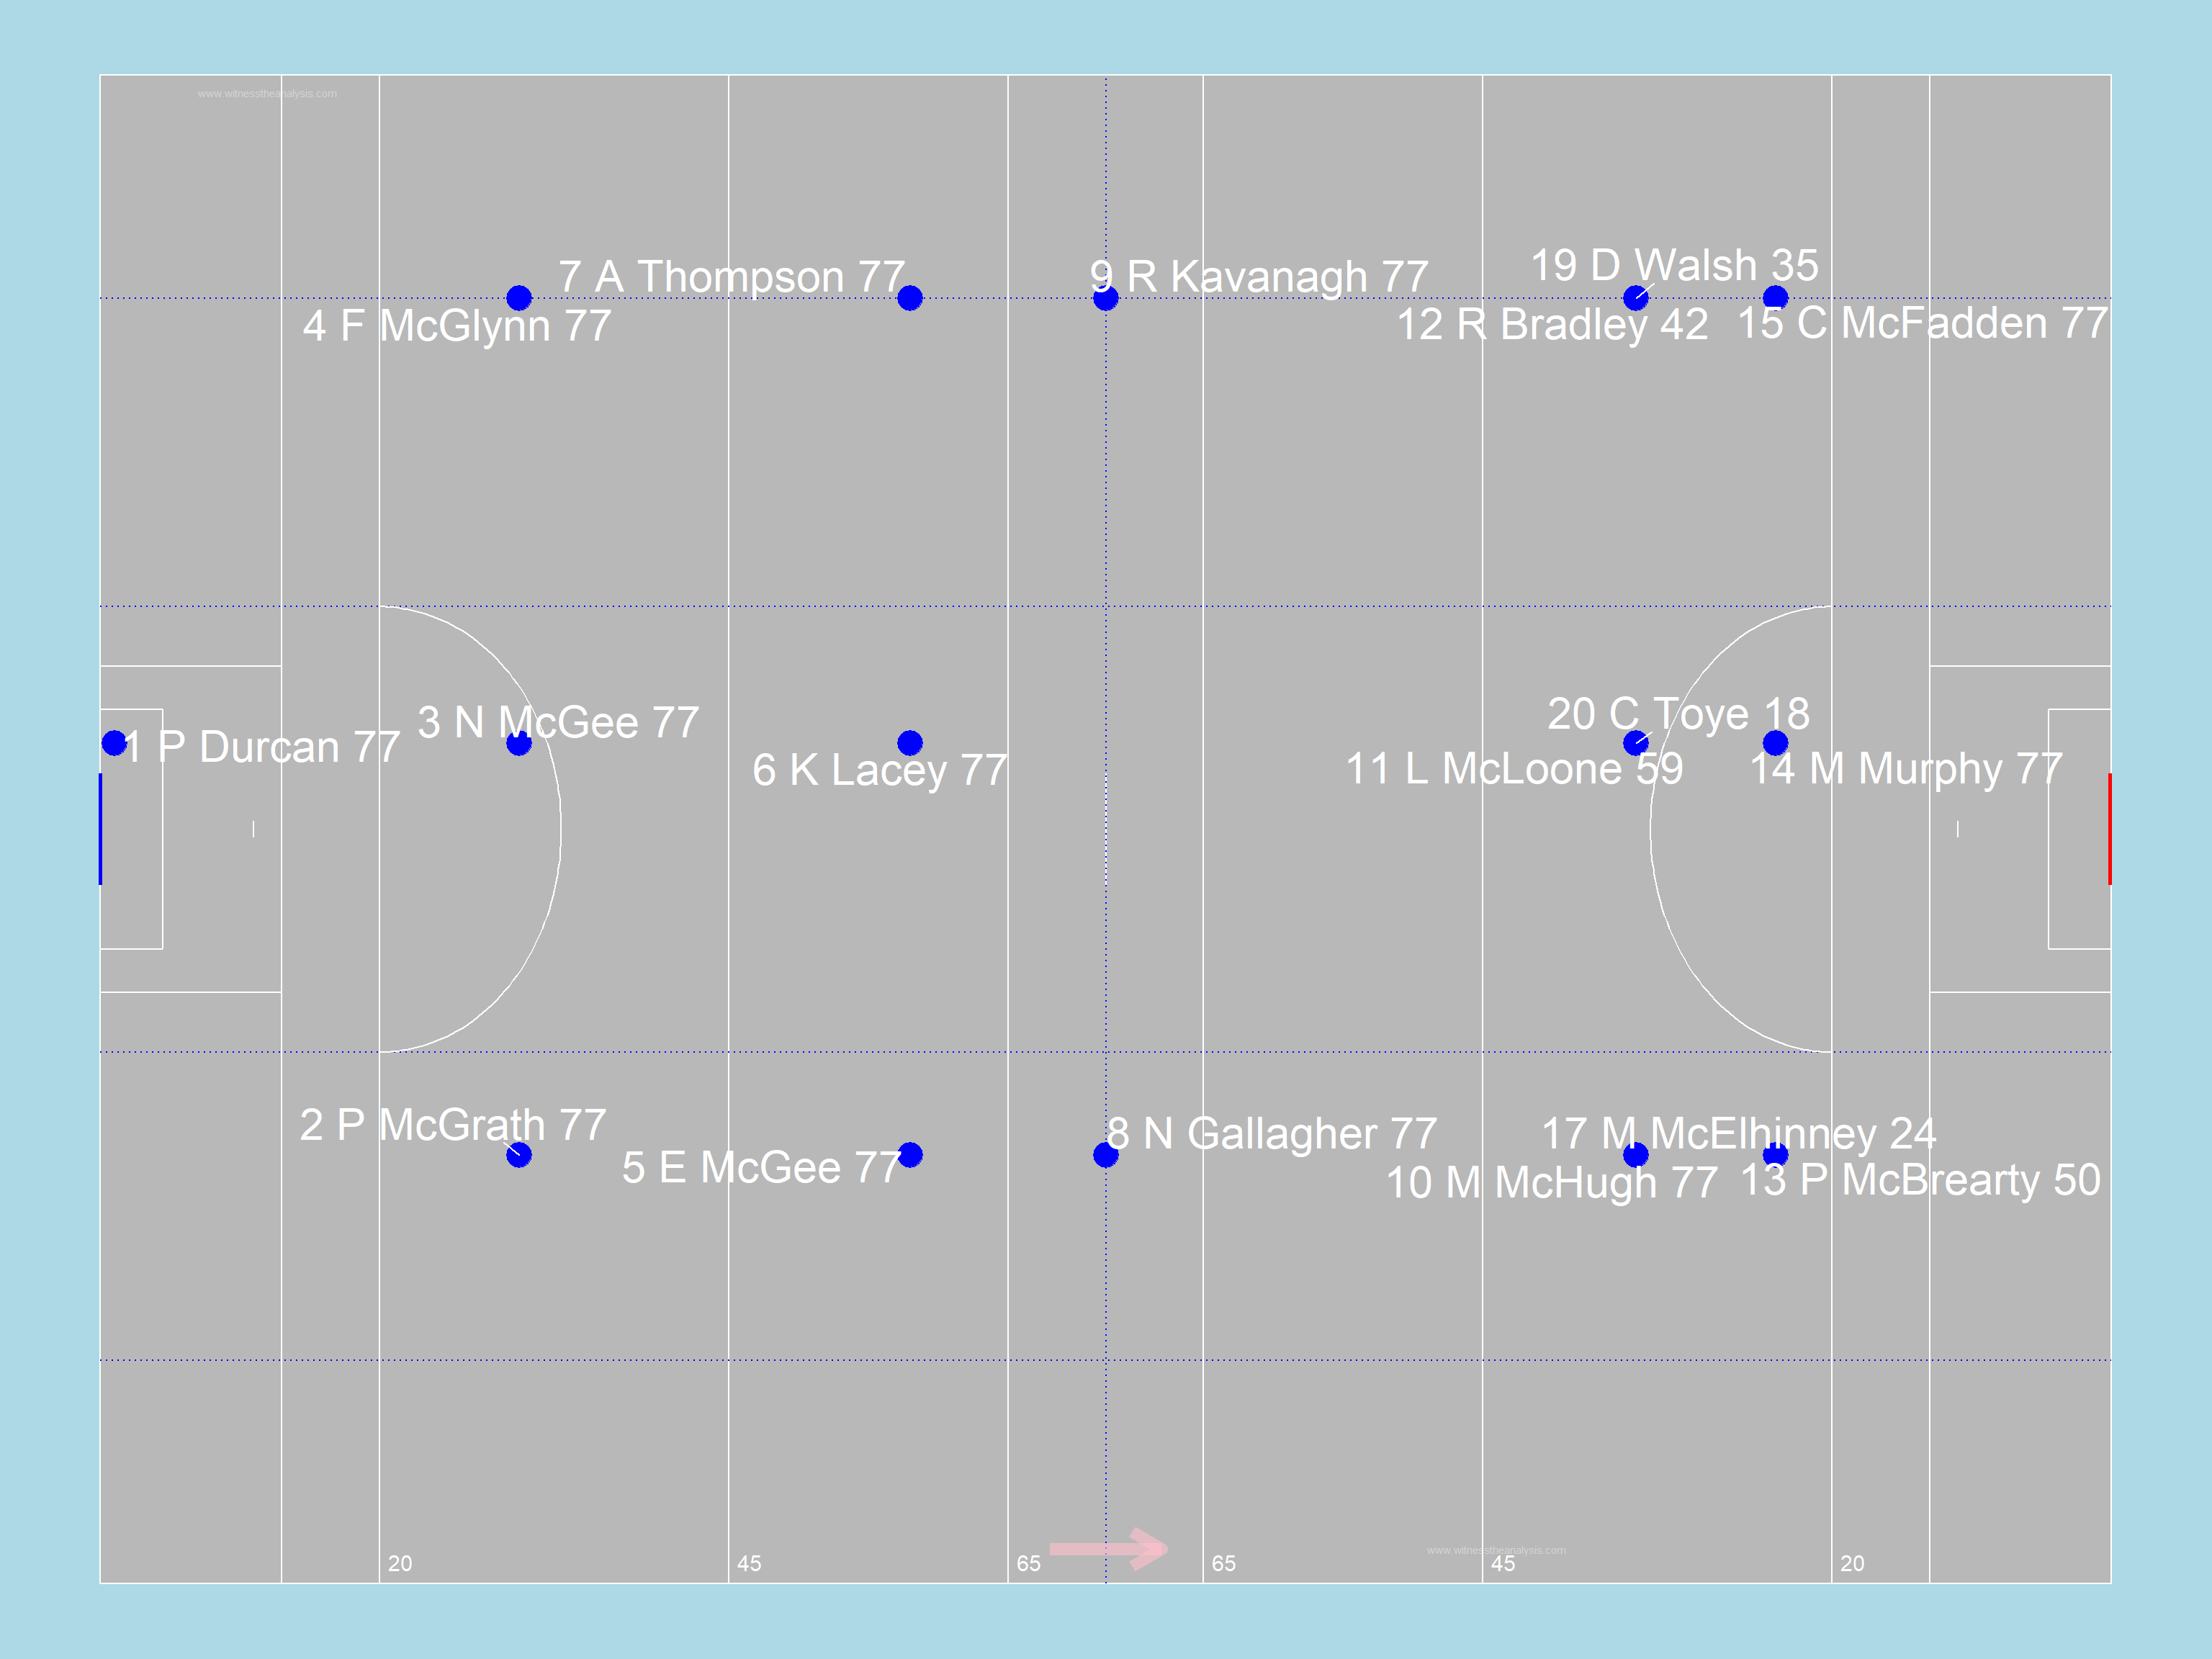 www.witnesstheanalysis.com
19 D Walsh 35
7 A Thompson 77
9 R Kavanagh 77
4 F McGlynn 77
12 R Bradley 42
15 C McFadden 77
20 C Toye 18
3 N McGee 77
1 P Durcan 77
6 K Lacey 77
11 L McLoone 59
14 M Murphy 77
2 P McGrath 77
8 N Gallagher 77
17 M McElhinney 24
5 E McGee 77
10 M McHugh 77
13 P McBrearty 50
www.witnesstheanalysis.com
20
45
65
65
45
20